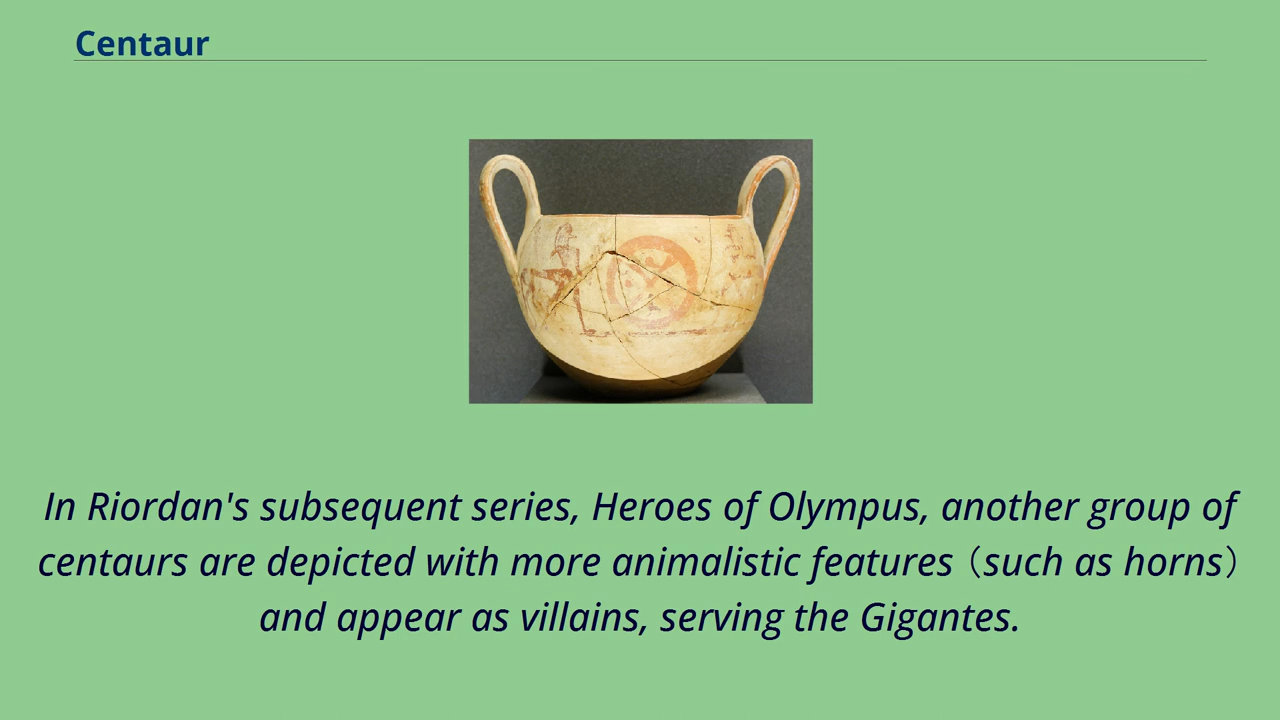 Centaur
In Riordan's subsequent series, Heroes of Olympus, another group of
centaurs are depicted with more animalistic features（such as horns）
and appear as villains, serving the Gigantes.